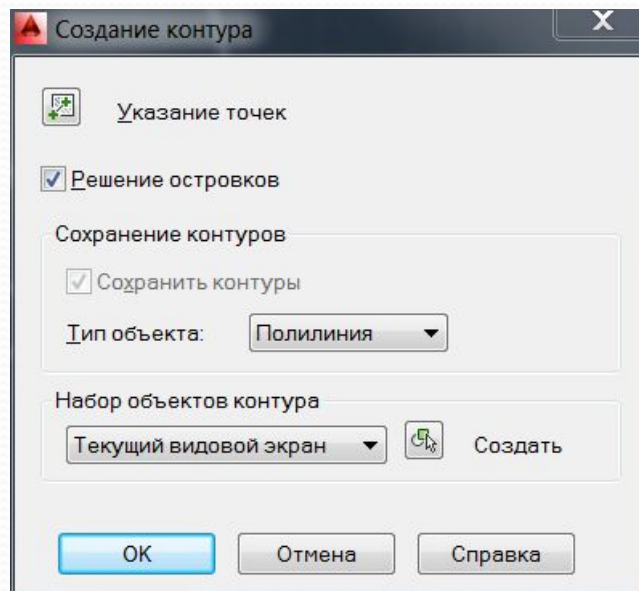 Создание контура
Указание точек
Решение островков
Сохранение контуров
Сохранить контуры
Тип объекта: Полилиния
Набор объектов контура
Текущий видовой экран Создать
ОК Отмена Справка